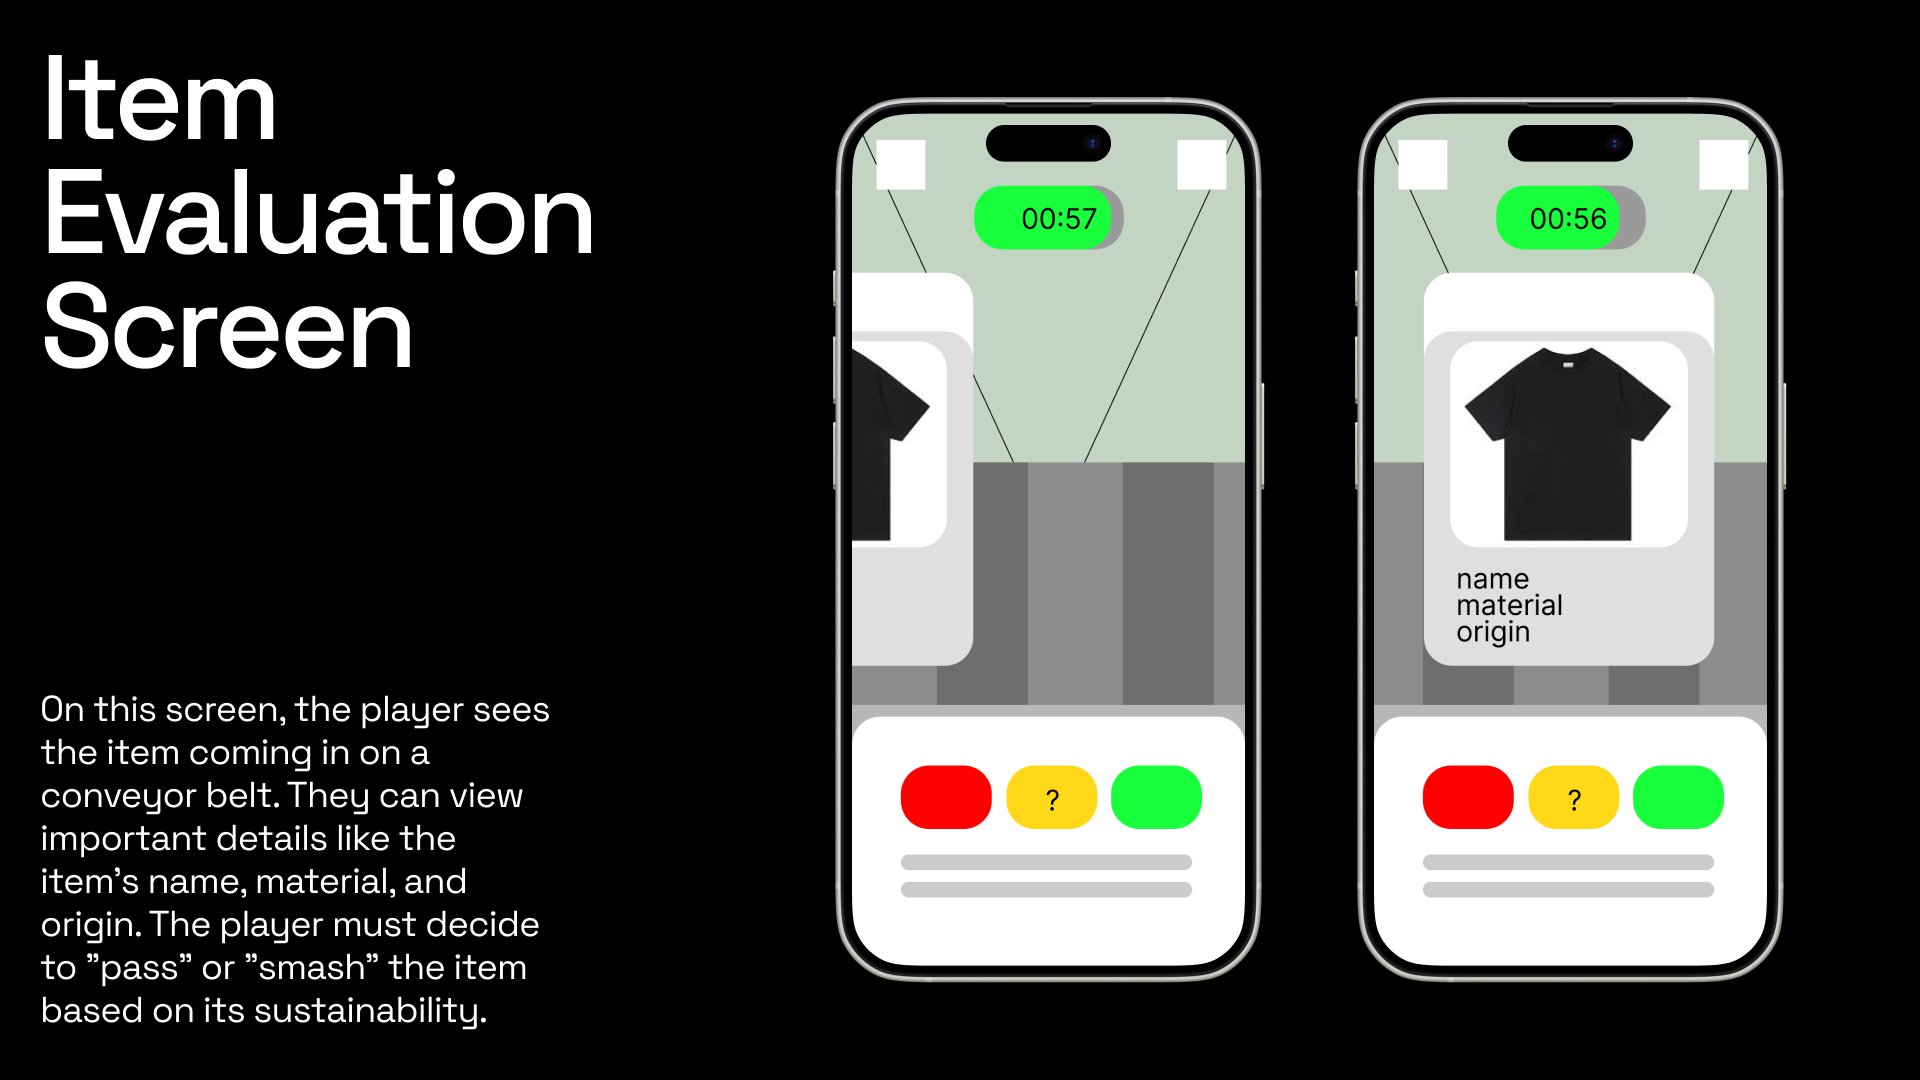 Item
Evaluation
Screen
On this screen, the player sees
the item coming in on a
conveyor belt. They can view
important details like the
item’s name, material, and
origin. The player must decide
to ”pass” or ”smash” the item
based on its sustainability.
00:57
?
00:56
name
material
origin
?